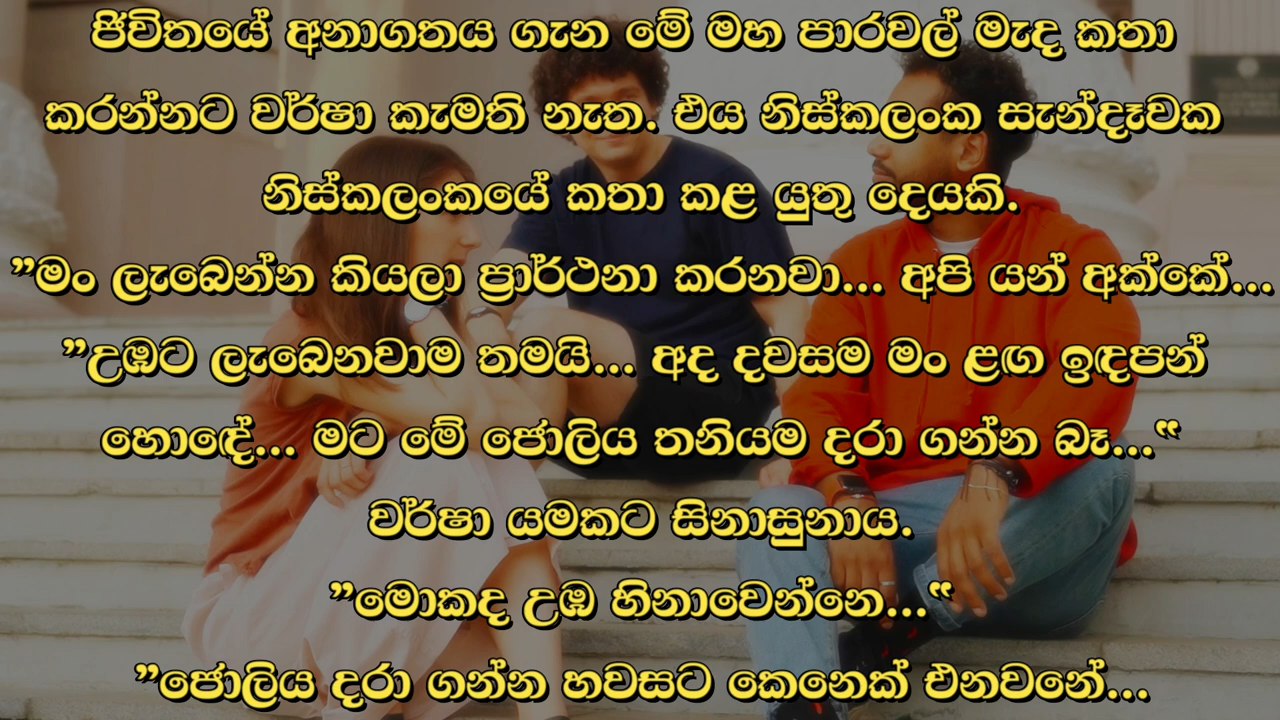 ජීවිතයේ අනාගතය ගැන මේ මහ පාරවල් මැද කතා
කරන්නට වර්ෂා කැමති නැත. එය නිස්කලංක සැන්දෑවක
නිස්කලංකයේ කතා කළ යුතු දෙයකි.
”මං ලැබෙන්න කියලා ප්‍රාර්ථනා කරනවා... අපි යන් අක්කේ...
”උඹට ලැබෙනවාම තමයි... අද දවසම මං ළඟ ඉඳපන්
හොඳේ... මට මේ ජොලිය තනියම දරා ගන්න බෑ...“
වර්ෂා යමකට සිනාසුනාය.
”මොකද උඹ හිනාවෙන්නෙ...“
”ජොලිය දරා ගන්න හවසට කෙනෙක් එනවනේ...